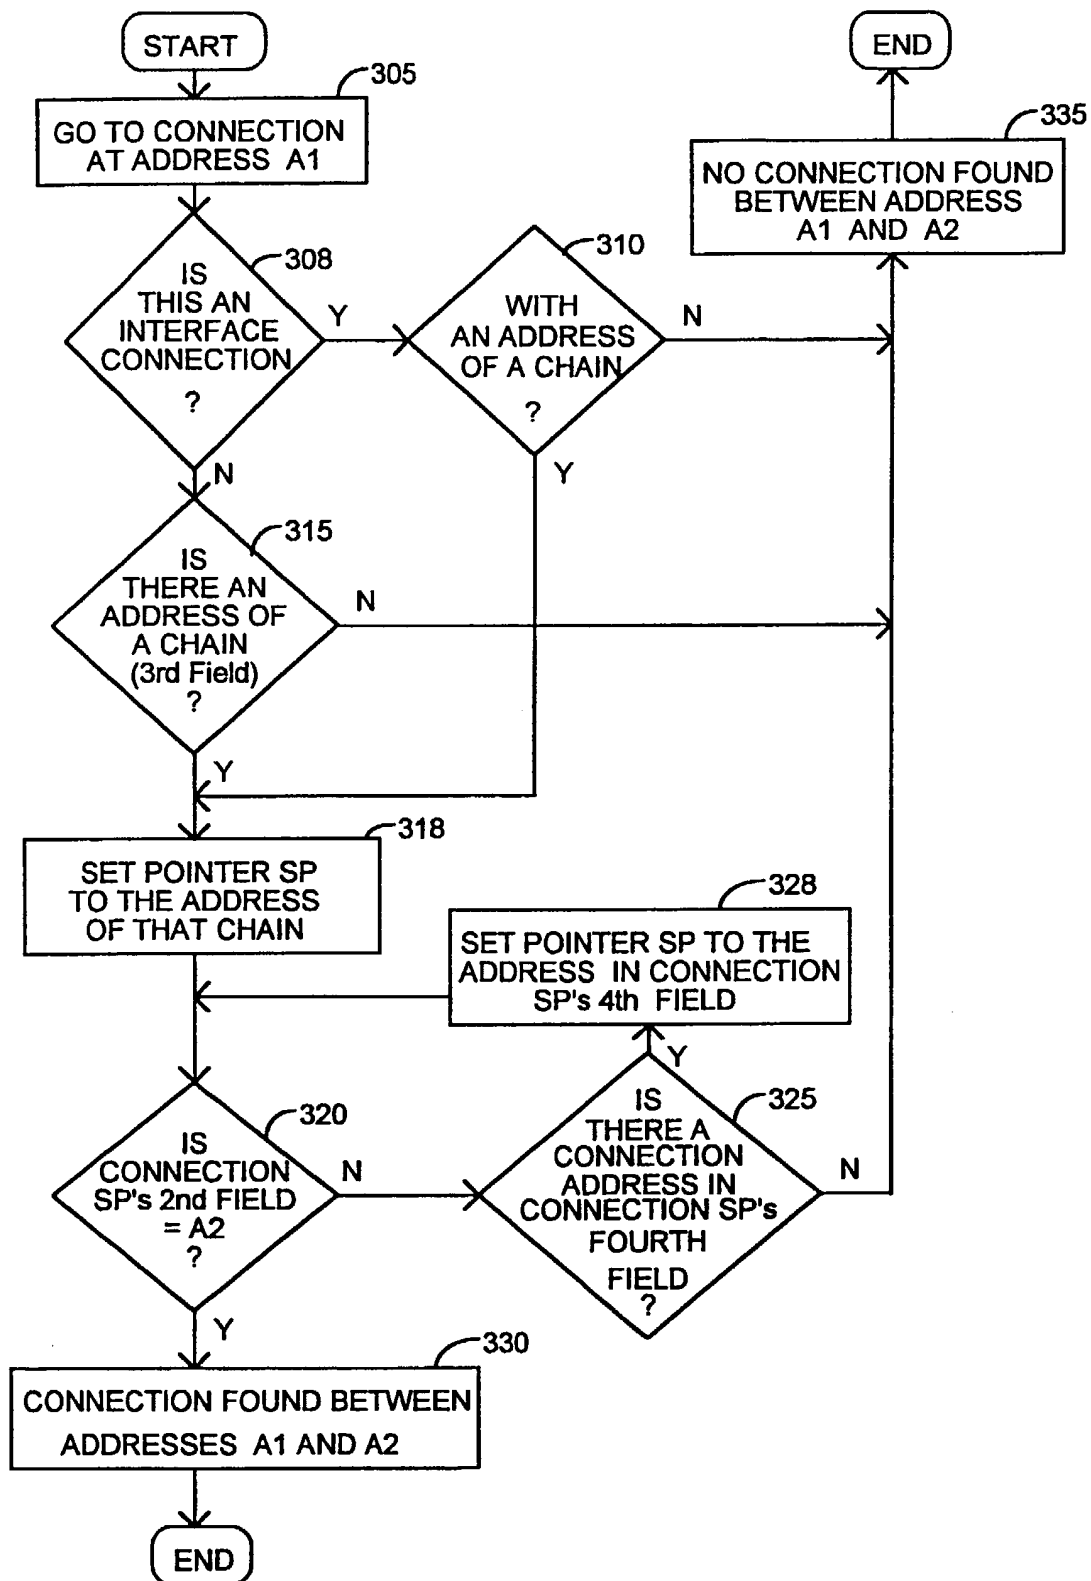 START
305
GO TO CONNECTION
AT ADDRESS A1
308
IS
THIS AN
INTERFACE
CONNECTION
?
Y
N
310
WITH
AN ADDRESS
OF A CHAIN
?
N
Y
END
335
NO CONNECTION FOUND
BETWEEN ADDRESS
A1 AND A2
315
IS
THERE AN
ADDRESS OF
A CHAIN
(3rd Field)
?
N
Y
318
SET POINTER SP
TO THE ADDRESS
OF THAT CHAIN
328
SET POINTER SP TO THE
ADDRESS IN CONNECTION
SP's 4th FIELD
Y
320
IS
CONNECTION
SP's 2nd FIELD
= A2
?
N
Y
325
IS
THERE A
CONNECTION
ADDRESS IN
CONNECTION SP's
FOURTH
FIELD
?
N
330
CONNECTION FOUND BETWEEN
ADDRESSES A1 AND A2
END